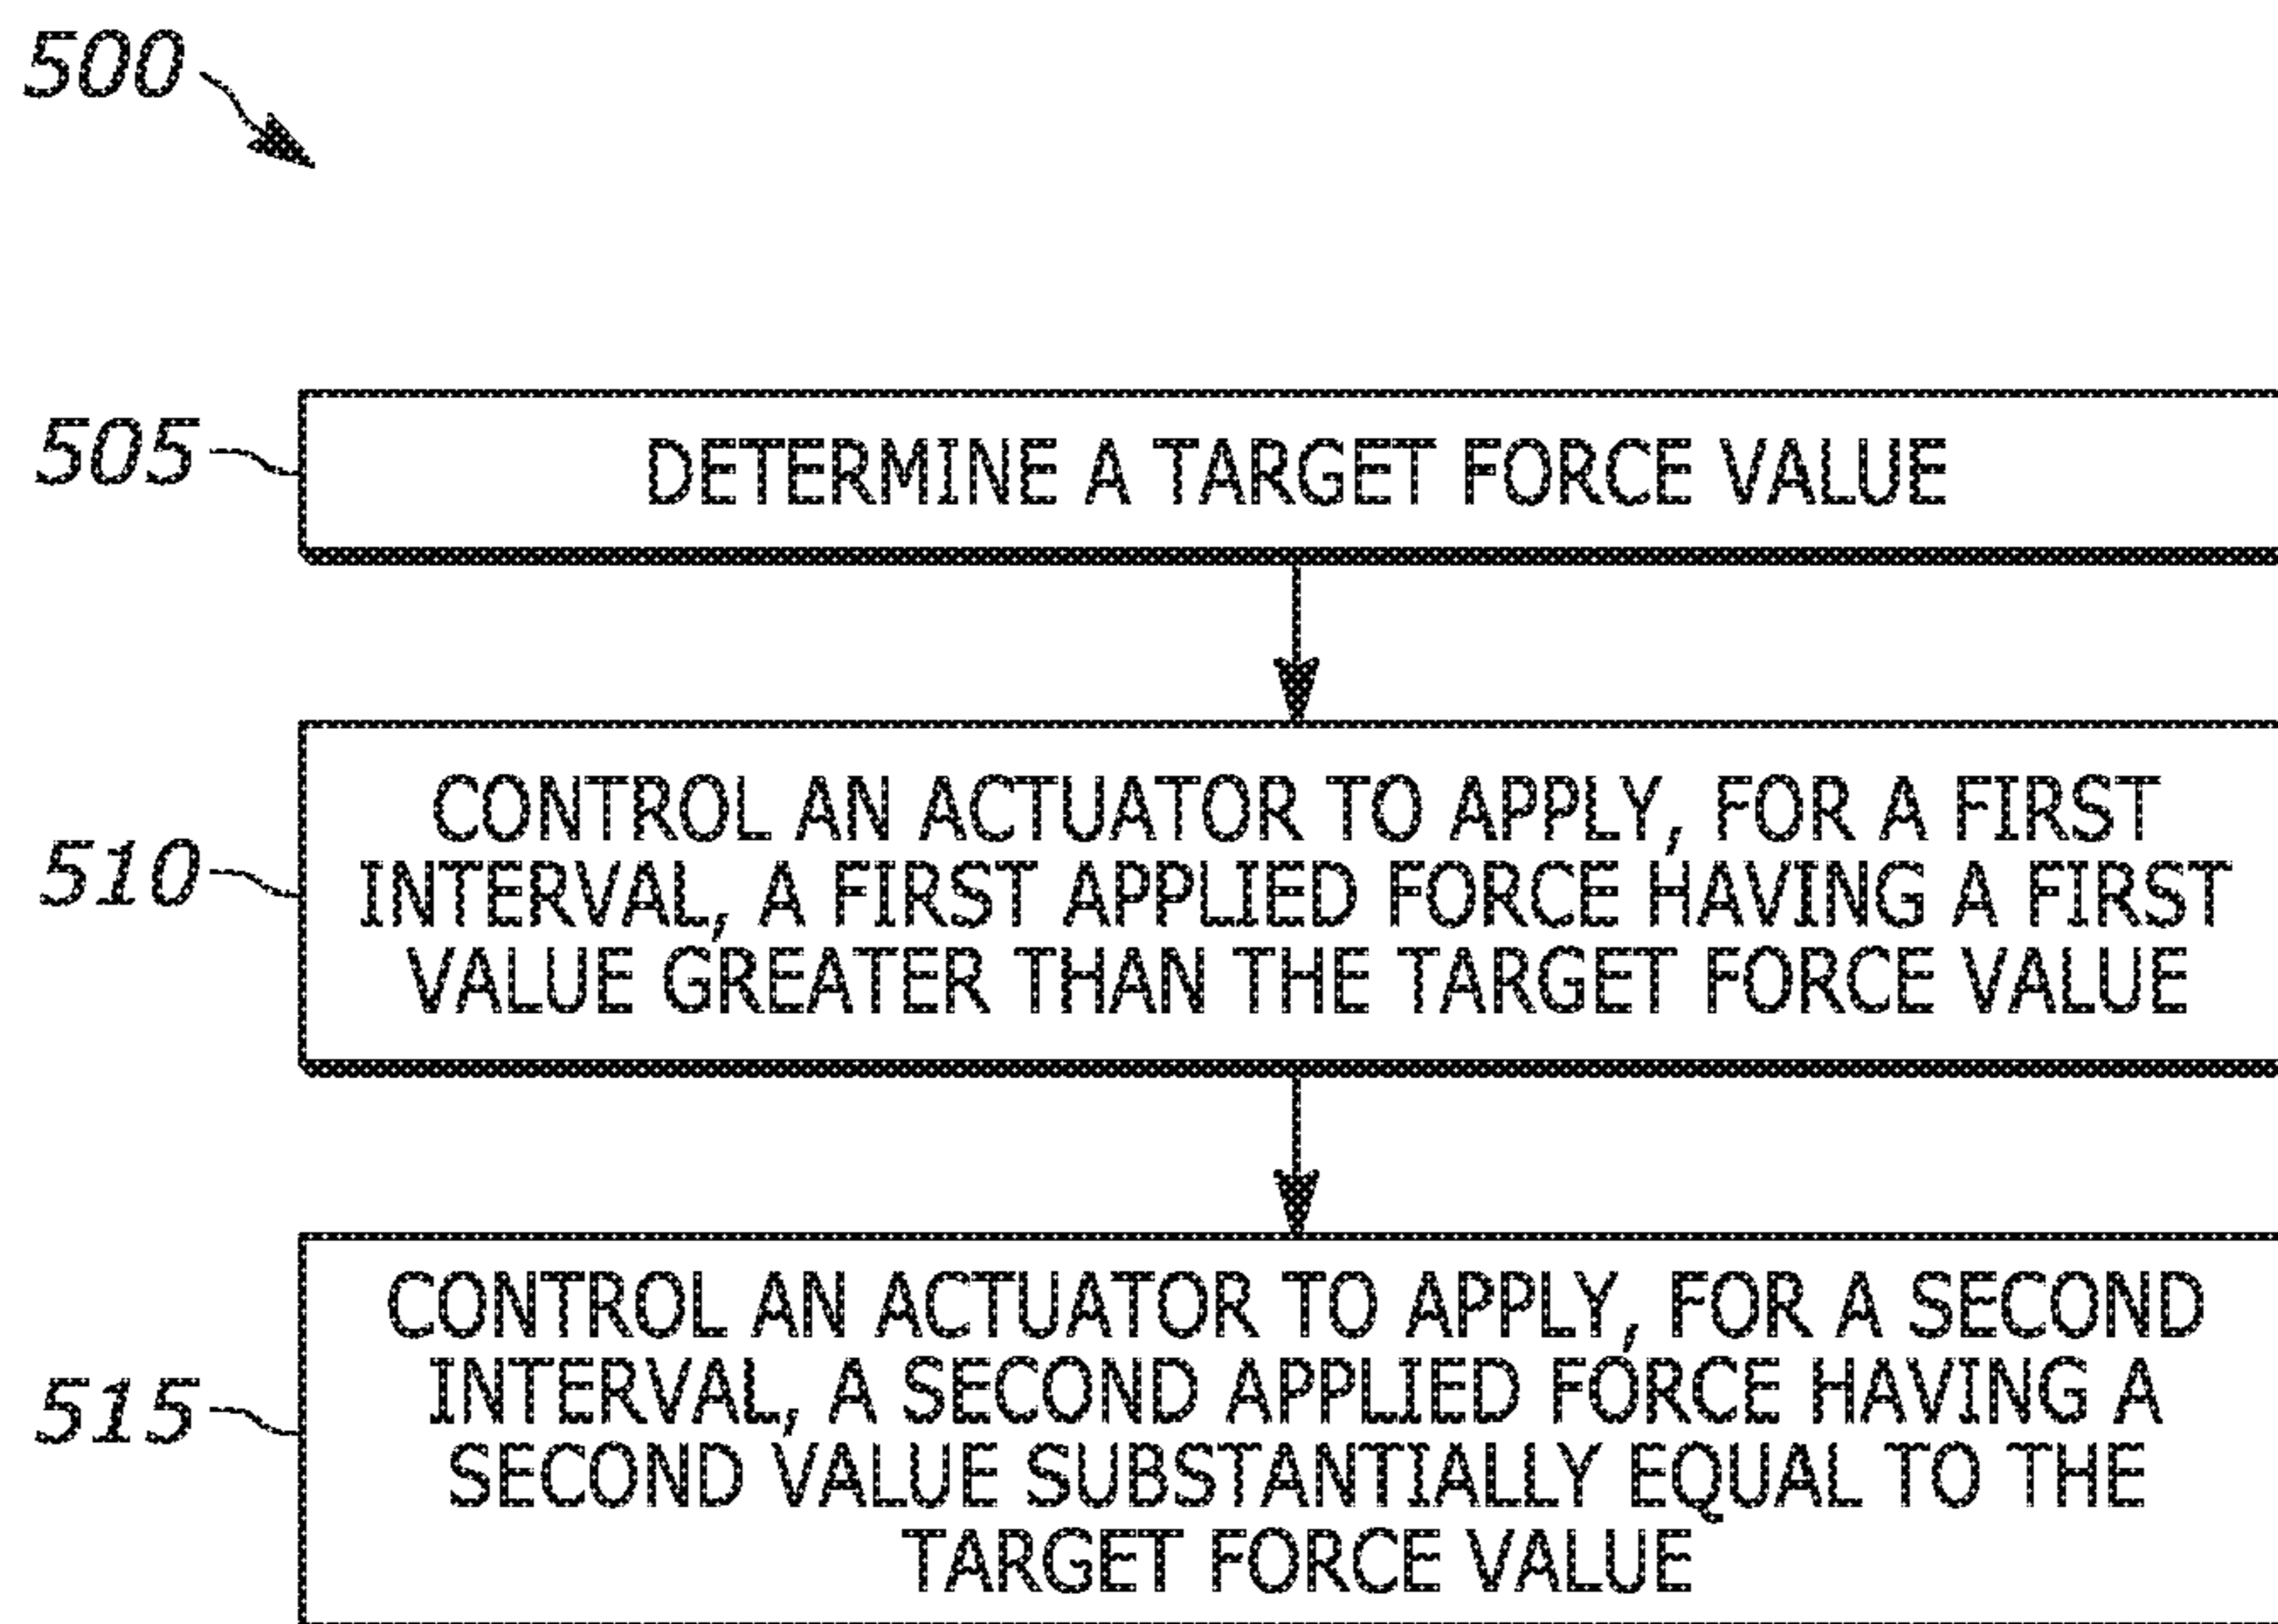 500
505
DETERMINE A TARGET FORCE VALUE
510
CONTROL AN ACTUATOR TO APPLY, FOR A FIRST
INTERVAL, A FIRST APPLIED FORCE HAVING A FIRST
VALUE GREATER THAN THE TARGET FORCE VALUE
515
CONTROL AN ACTUATOR TO APPLY, FOR A SECOND
INTERVAL, A SECOND APPLIED FORCE HAVING A
SECOND VALUE SUBSTANTIALLY EQUAL TO THE
TARGET FORCE VALUE